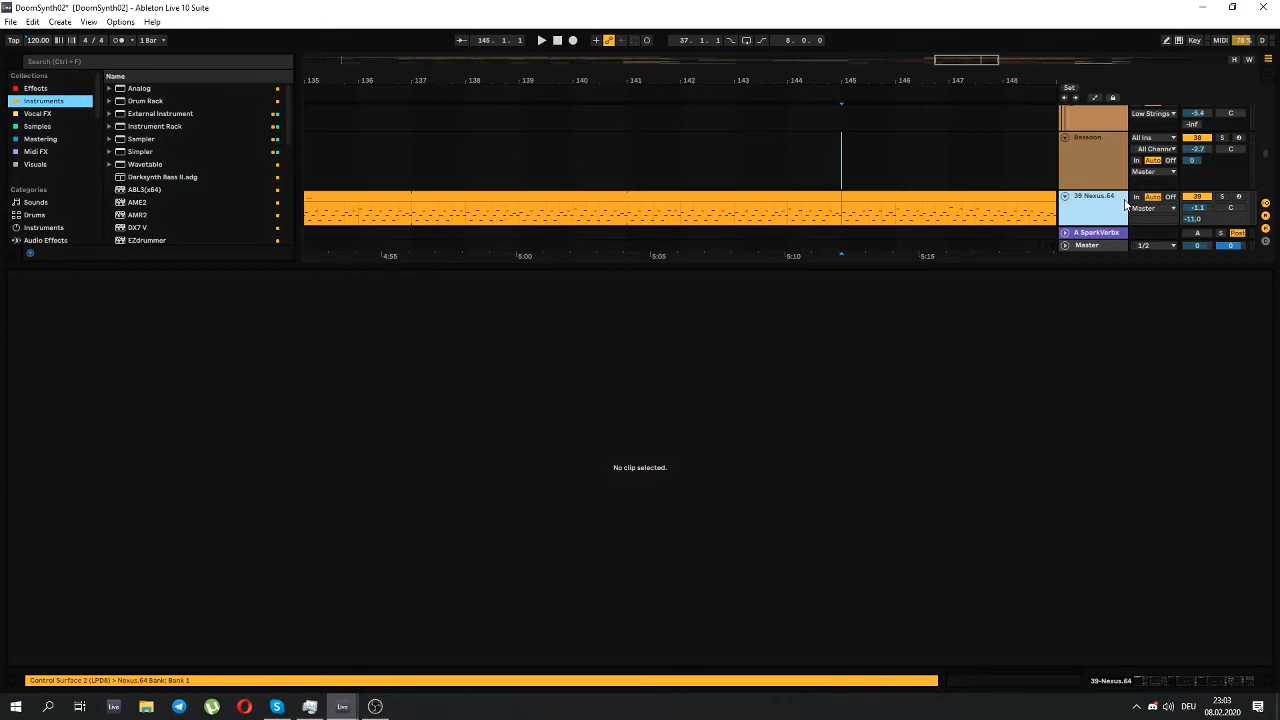 DoomSynth02* [DoomSynth02] - Ableton Live 10 Suite
File Edit Create View Options Help
Tap 120.00 4 / 4 1 Bar 145 . 1 . 1 37 . 1 . 1 8 . 0 . 0 Key MIDI 78 % D
Search (Ctrl + F)
H W
Collections Name
Effects Analog
Instruments Drum Rack
Vocal FX External Instrument
Samples Instrument Rack
Mastering Sampler
Midi FX Simpler
Visuals Wavetable
Darksynth Bass II.adg
Categories ABL3(x64)
Sounds AME2
Drums AMR2
Instruments DX7 V
Audio Effects EZdrummer
135 136 137 138 139 140 141 142 143 144 145 146 147 148
Set
Low Strings -5.4 C
-inf
Bassoon All Ins 38 S
All Channe -2.7 C
In Auto Off 0
Master
39 Nexus.64 In Auto Off 39 S
Master -1.1 C
-11.0
A SparkVerbx A S Post
Master 1/2 0 0
4:55 5:00 5:05 5:10 5:15
No clip selected.
Control Surface 2 (LPD8) > Nexus.64 Bank: Bank 1
39-Nexus.64
Live Live DEU 23:03
08.02.2020